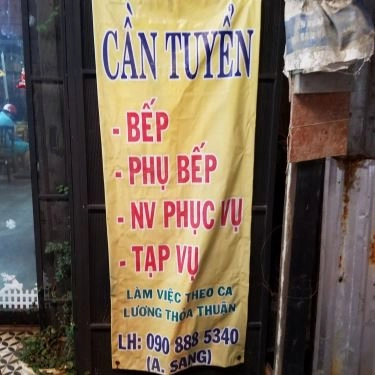 CẦN TUYỂN
- BẾP
- PHỤ BẾP
- NV PHỤC VỤ
- TẠP VỤ
LÀM VIỆC THEO CA
LƯƠNG THỎA THUẬN
LH: 090 888 5340
(A. SANG)